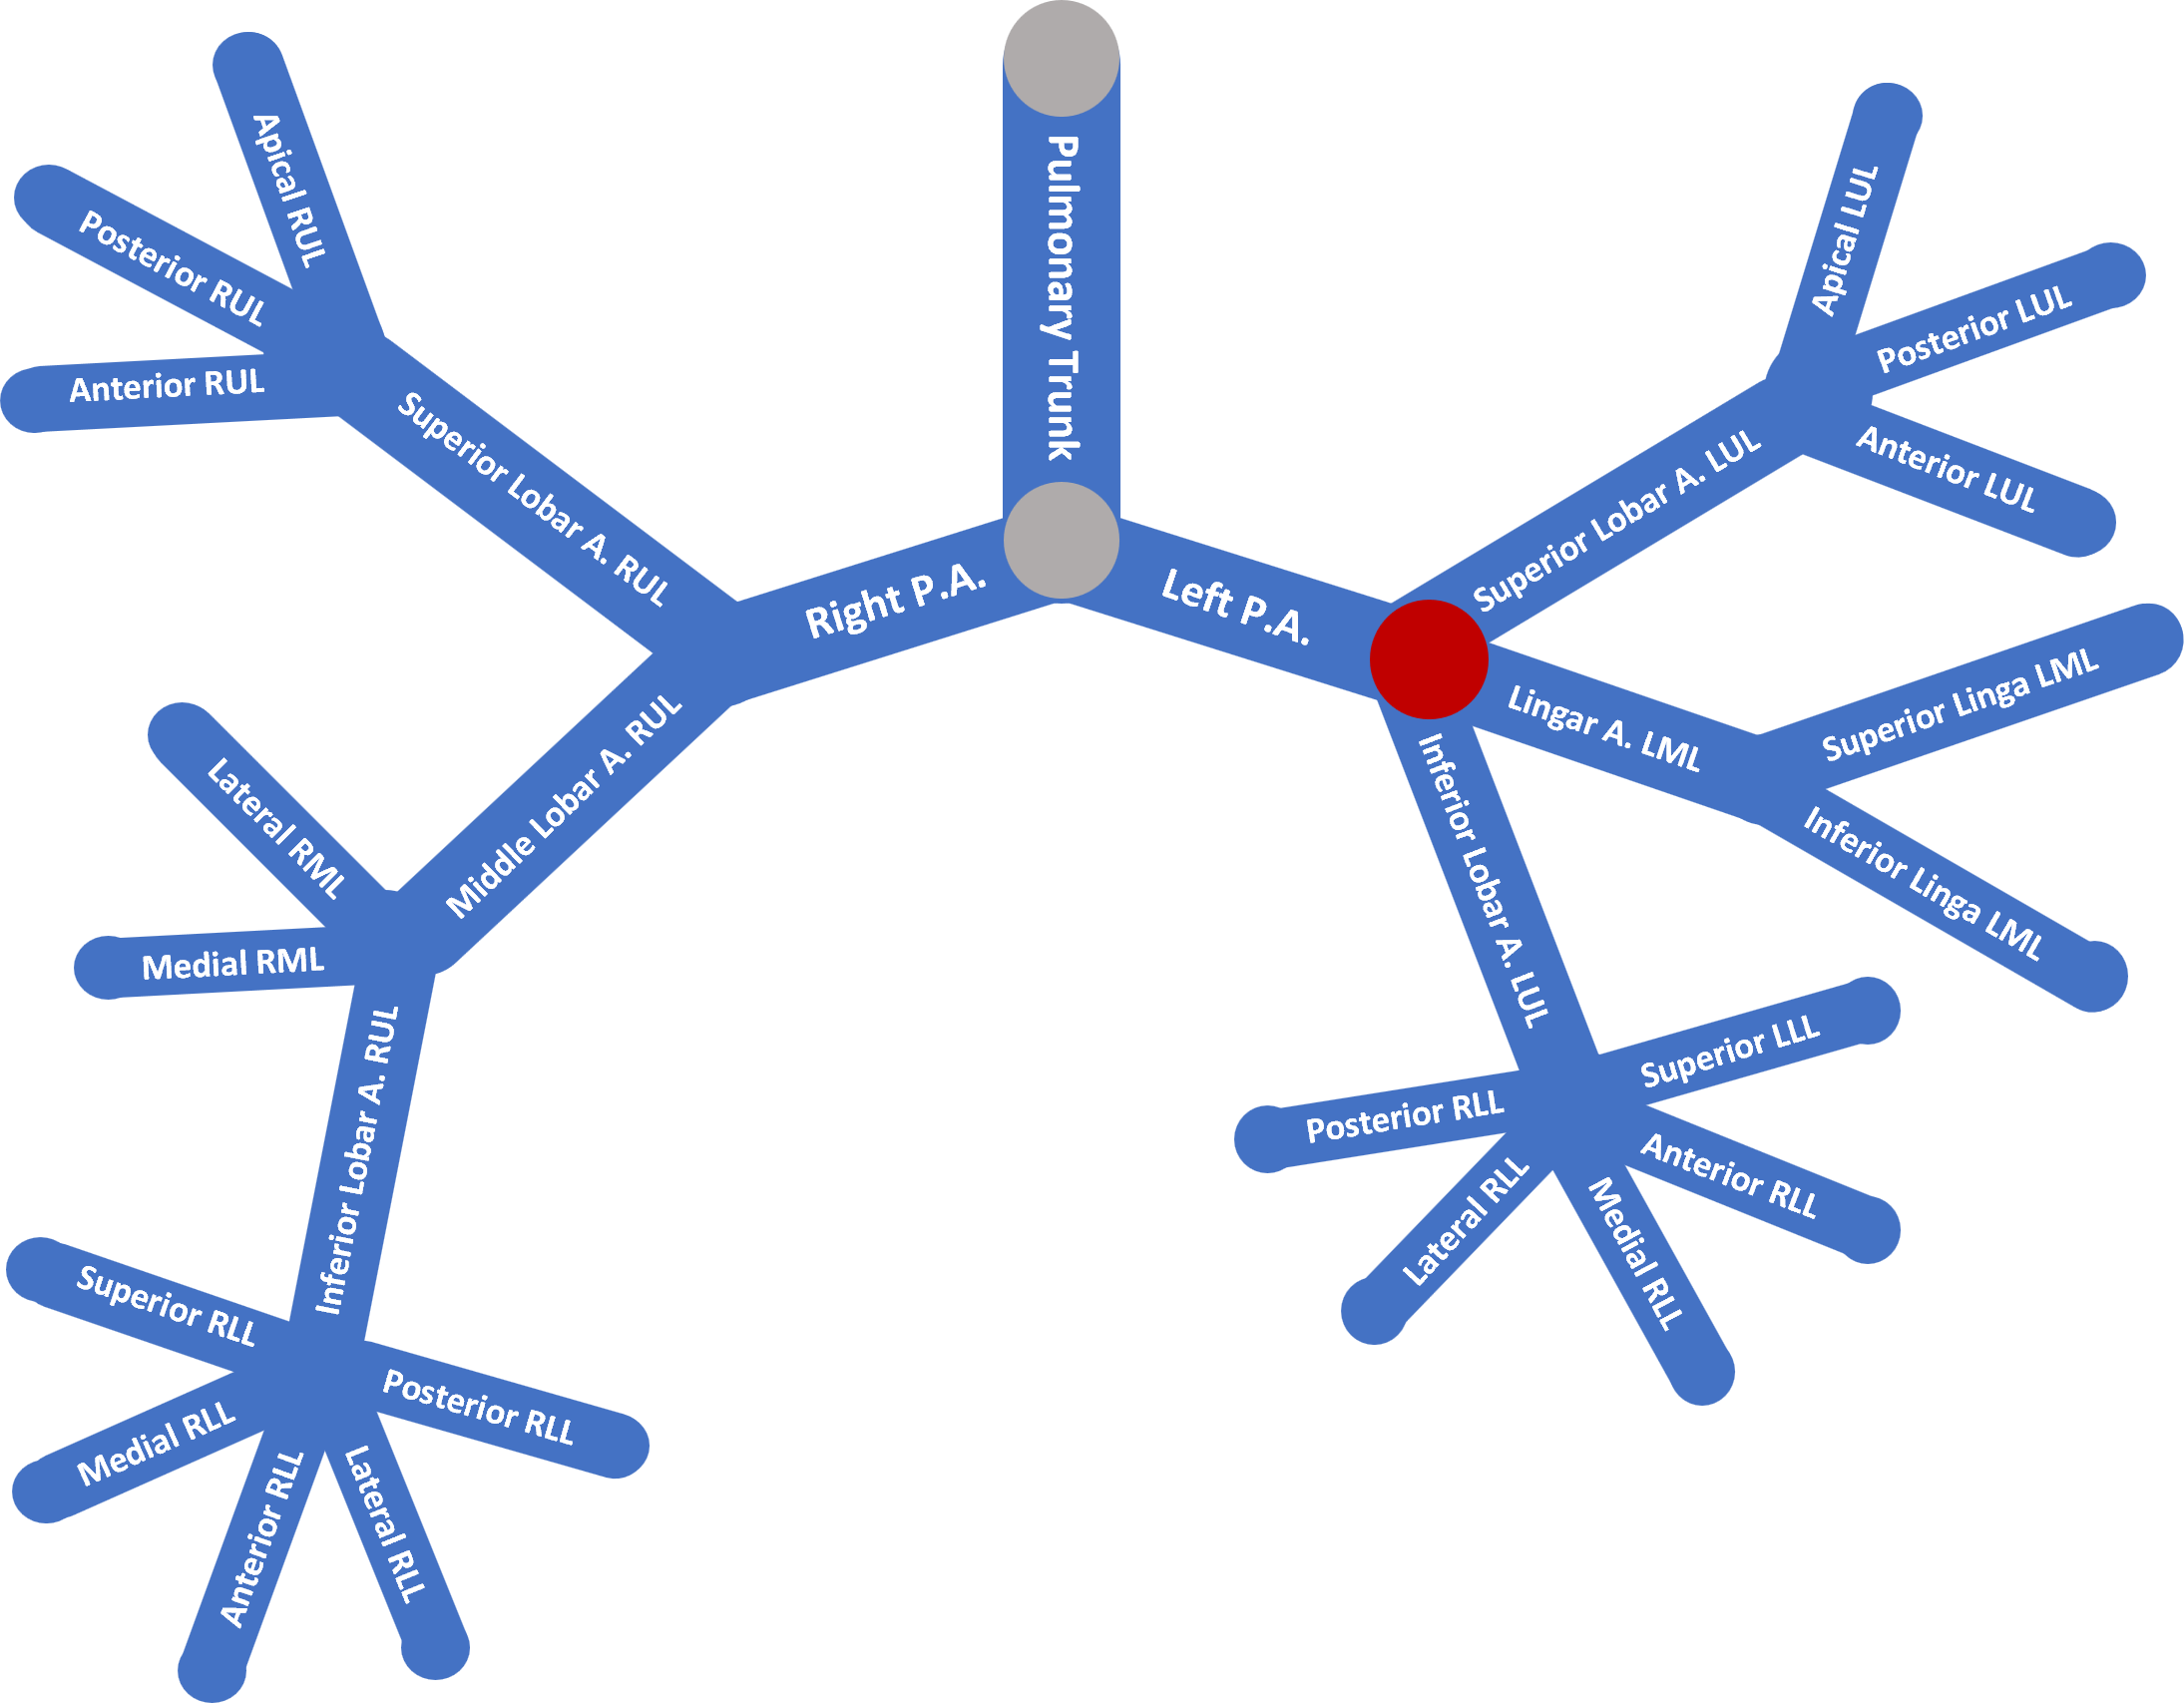 Pulmonary Trunk
Right P.A.
Left P.A.
Apical RUL
Posterior RUL
Anterior RUL
Superior Lobar A. RUL
Middle Lobar A. RUL
Lateral RML
Medial RML
Inferior Lobar A. RUL
Superior RLL
Medial RLL
Anterior RLL
Lateral RLL
Posterior RLL
Superior Lobar A. LUL
Apical LUL
Posterior LUL
Anterior LUL
Lingar A. LML
Superior Linga LML
Inferior Linga LML
Inferior Lobar A. LUL
Superior LLL
Posterior RLL
Anterior RLL
Lateral RLL
Medial RLL